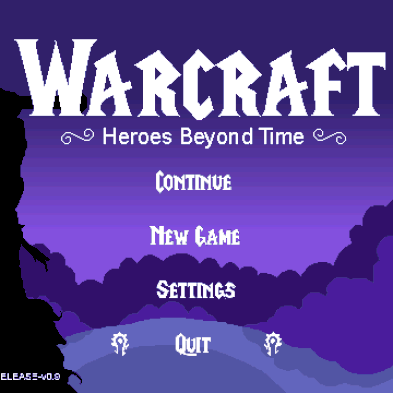 WARCRAFT
Heroes Beyond Time
CONTINUE
NEW GAME
SETTINGS
QUIT
ELEASE-V0.9